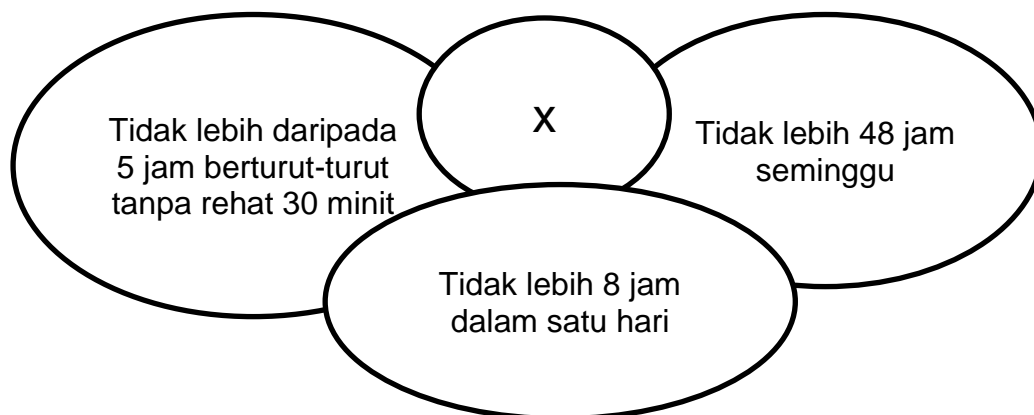 Tidak lebih daripada
5 jam berturut-turut
tanpa rehat 30 minit
x
Tidak lebih 48 jam
seminggu
Tidak lebih 8 jam
dalam satu hari